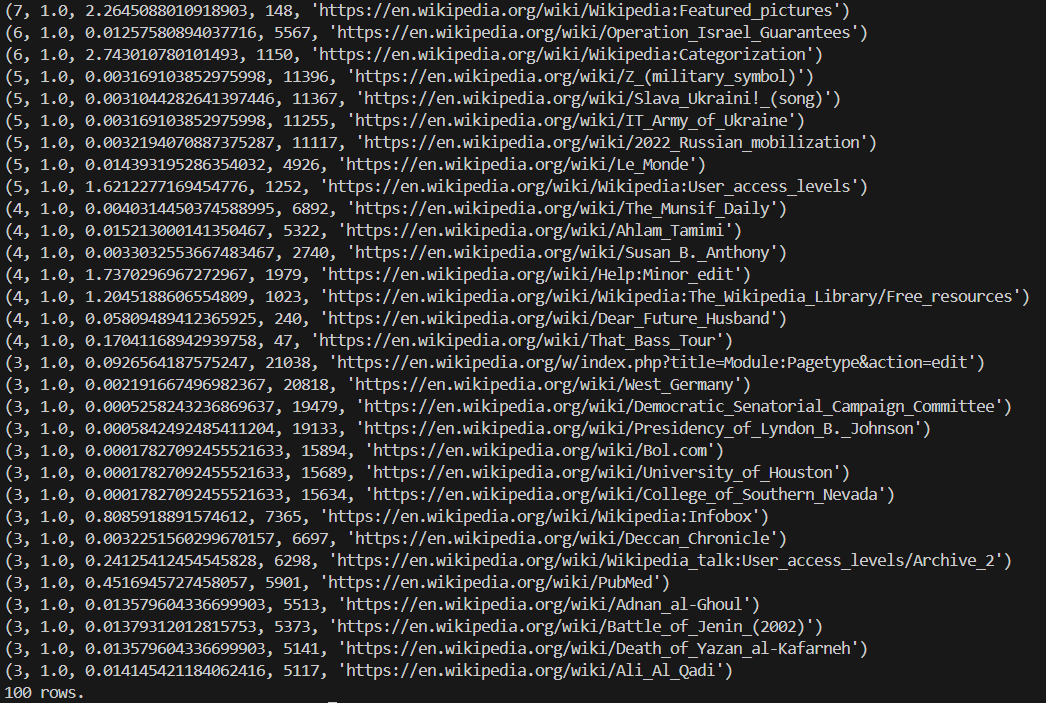 (7, 1.0, 2.2645088010918903, 148, 'https://en.wikipedia.org/wiki/Wikipedia:Featured_pictures')
(6, 1.0, 0.01257580894037716, 5567, 'https://en.wikipedia.org/wiki/Operation_Israel_Guarantees')
(6, 1.0, 2.743010780101493, 1150, 'https://en.wikipedia.org/wiki/Wikipedia:Categorization')
(5, 1.0, 0.003169103852975998, 11396, 'https://en.wikipedia.org/wiki/Z_(military_symbol)')
(5, 1.0, 0.0031044282641397446, 11367, 'https://en.wikipedia.org/wiki/Slava_Ukraini!_(song)')
(5, 1.0, 0.003169103852975998, 11255, 'https://en.wikipedia.org/wiki/IT_Army_of_Ukraine')
(5, 1.0, 0.0032194070887375287, 11117, 'https://en.wikipedia.org/wiki/2022_Russian_mobilization')
(5, 1.0, 0.014393195286354032, 4926, 'https://en.wikipedia.org/wiki/Le_Monde')
(5, 1.0, 1.6212277169454776, 1252, 'https://en.wikipedia.org/wiki/Wikipedia:User_access_levels')
(4, 1.0, 0.0040314450374588995, 6892, 'https://en.wikipedia.org/wiki/The_Munsif_Daily')
(4, 1.0, 0.015213000141350467, 5322, 'https://en.wikipedia.org/wiki/Ahlam_Tamimi')
(4, 1.0, 0.0033032553667483467, 2740, 'https://en.wikipedia.org/wiki/Susan_B._Anthony')
(4, 1.0, 1.7370296967272967, 1979, 'https://en.wikipedia.org/wiki/Help:Minor_edit')
(4, 1.0, 1.2045188606554809, 1023, 'https://en.wikipedia.org/wiki/Wikipedia:The_Wikipedia_Library/Free_resources')
(4, 1.0, 0.05809489412365925, 240, 'https://en.wikipedia.org/wiki/Dear_Future_Husband')
(4, 1.0, 0.17041168942939758, 47, 'https://en.wikipedia.org/wiki/That_Bass_Tour')
(3, 1.0, 0.0926564187575247, 21038, 'https://en.wikipedia.org/w/index.php?title=Module:Pagetype&action=edit')
(3, 1.0, 0.002191667496982367, 20818, 'https://en.wikipedia.org/wiki/West_Germany')
(3, 1.0, 0.0005258243236869637, 19479, 'https://en.wikipedia.org/wiki/Democratic_Senatorial_Campaign_Committee')
(3, 1.0, 0.0005842492485411204, 19133, 'https://en.wikipedia.org/wiki/Presidency_of_Lyndon_B._Johnson')
(3, 1.0, 0.00017827092455521633, 15894, 'https://en.wikipedia.org/wiki/Bol.com')
(3, 1.0, 0.00017827092455521633, 15689, 'https://en.wikipedia.org/wiki/University_of_Houston')
(3, 1.0, 0.00017827092455521633, 15634, 'https://en.wikipedia.org/wiki/College_of_Southern_Nevada')
(3, 1.0, 0.8085918891574612, 7365, 'https://en.wikipedia.org/wiki/Wikipedia:Infobox')
(3, 1.0, 0.0032251560299670157, 6697, 'https://en.wikipedia.org/wiki/Deccan_Chronicle')
(3, 1.0, 0.24125412454545828, 6298, 'https://en.wikipedia.org/wiki/Wikipedia_talk:User_access_levels/Archive_2')
(3, 1.0, 0.4516945727458057, 5901, 'https://en.wikipedia.org/wiki/PubMed')
(3, 1.0, 0.013579604336699903, 5513, 'https://en.wikipedia.org/wiki/Adnan_al-Ghoul')
(3, 1.0, 0.01379312012815753, 5373, 'https://en.wikipedia.org/wiki/Battle_of_Jenin_(2002)')
(3, 1.0, 0.013579604336699903, 5141, 'https://en.wikipedia.org/wiki/Death_of_Yazan_al-Kafarneh')
(3, 1.0, 0.014145421184062416, 5117, 'https://en.wikipedia.org/wiki/Ali_Al_Qadi')
100 rows.